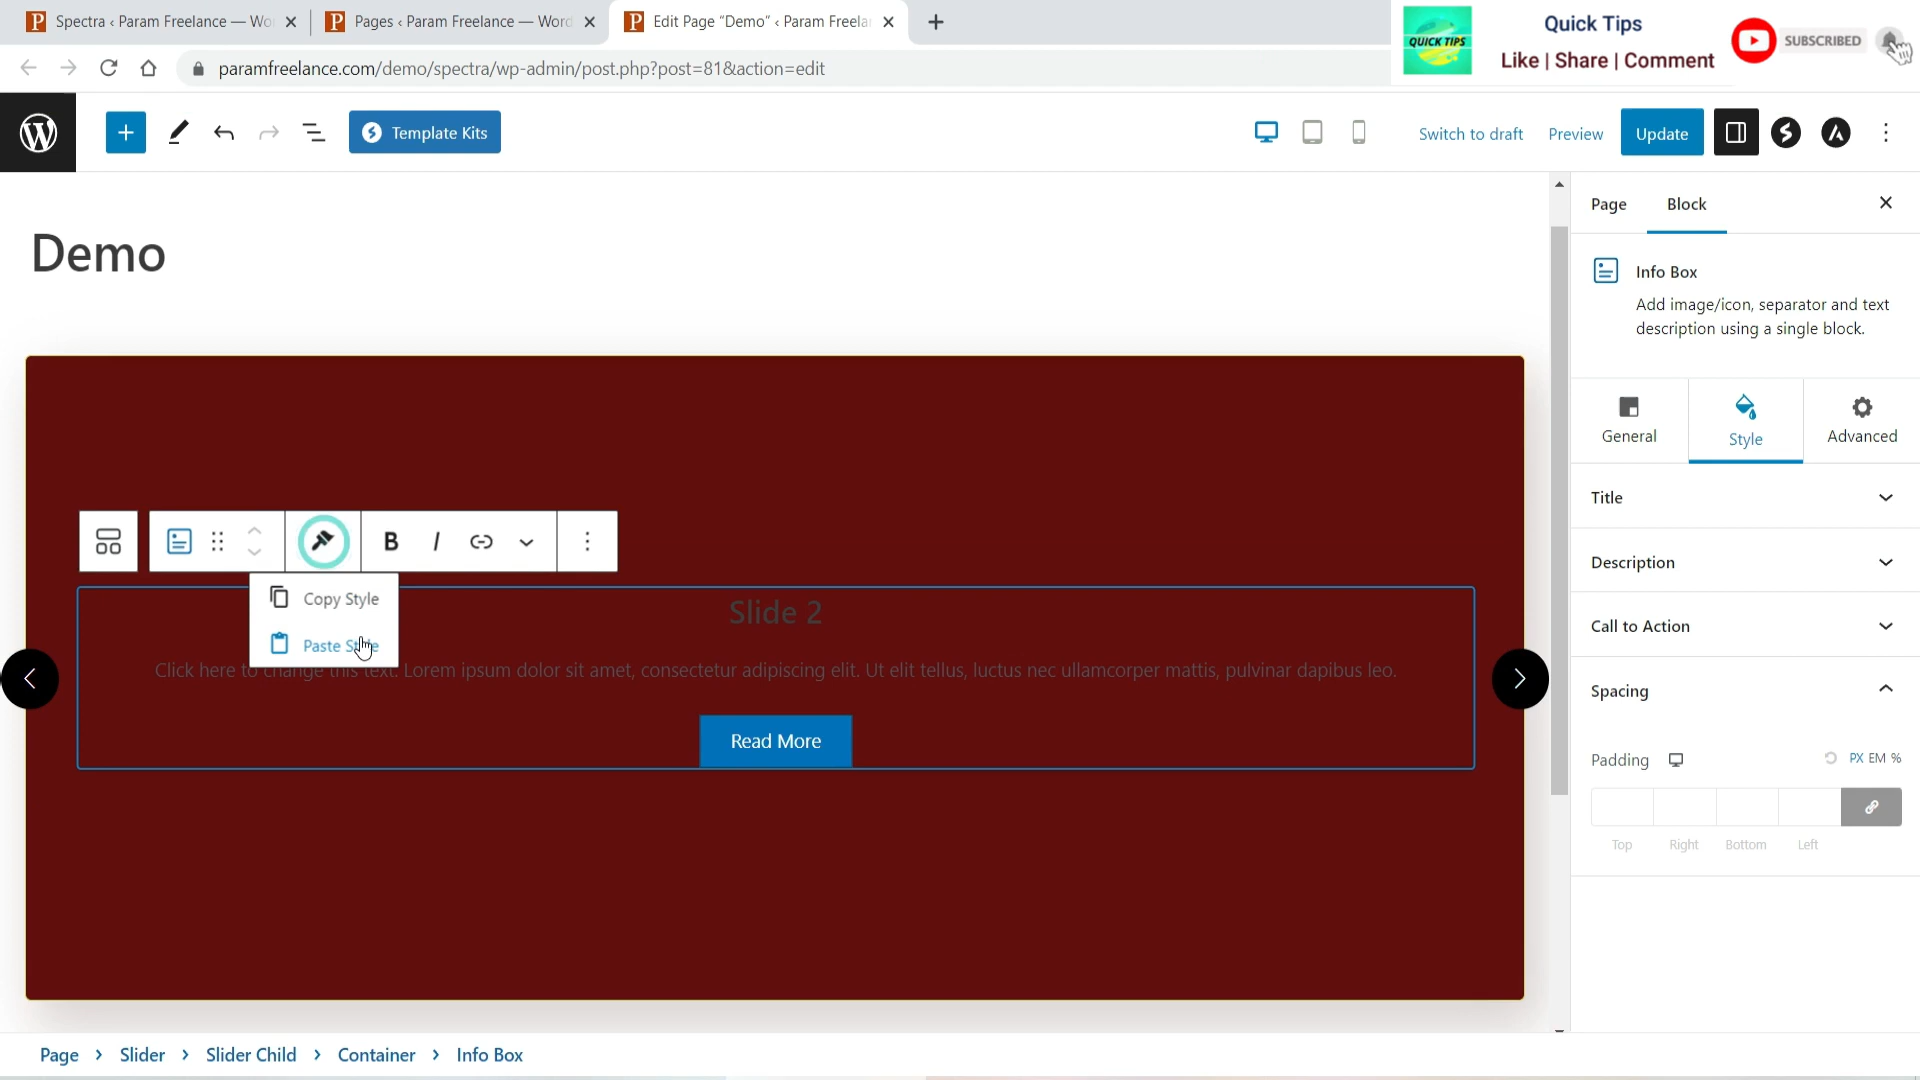 Spectra ‹ Param Freelance — Wo
Pages ‹ Param Freelance — Word
Edit Page “Demo” ‹ Param Freela
QUICK TIPS
Quick Tips
Like | Share | Comment
SUBSCRIBED
paramfreelance.com/demo/spectra/wp-admin/post.php?post=81&action=edit
Template Kits
Switch to draft
Preview
Update
Page
Block
Demo
Info Box
Add image/icon, separator and text
description using a single block.
General
Style
Advanced
Title
Description
Call to Action
Spacing
Padding
PX EM %
Top
Right
Bottom
Left
B
I
Copy Style
Paste Style
Slide 2
Click here to change this text. Lorem ipsum dolor sit amet, consectetur adipiscing elit. Ut elit tellus, luctus nec ullamcorper mattis, pulvinar dapibus leo.
Read More
Page › Slider › Slider Child › Container › Info Box